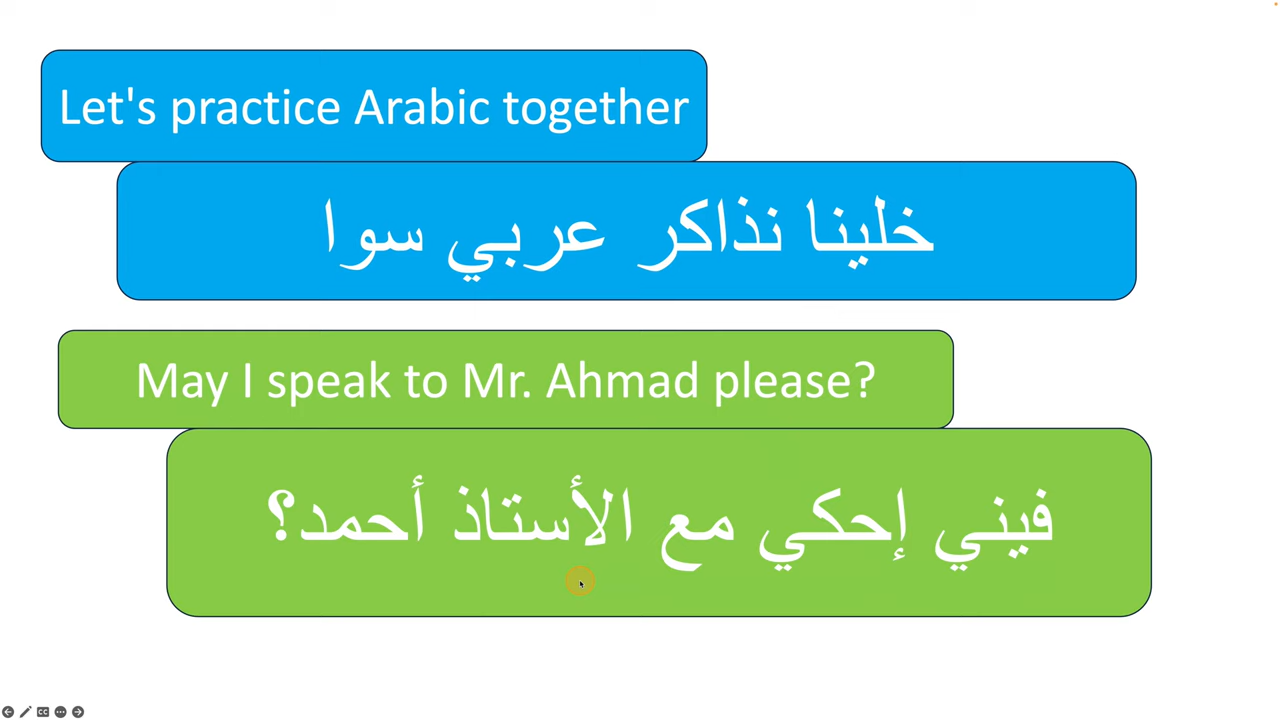 Let's practice Arabic together
خلينا نذاكر عربي سوا
May I speak to Mr. Ahmad please?
فيني إحكي مع الأستاذ أحمد؟